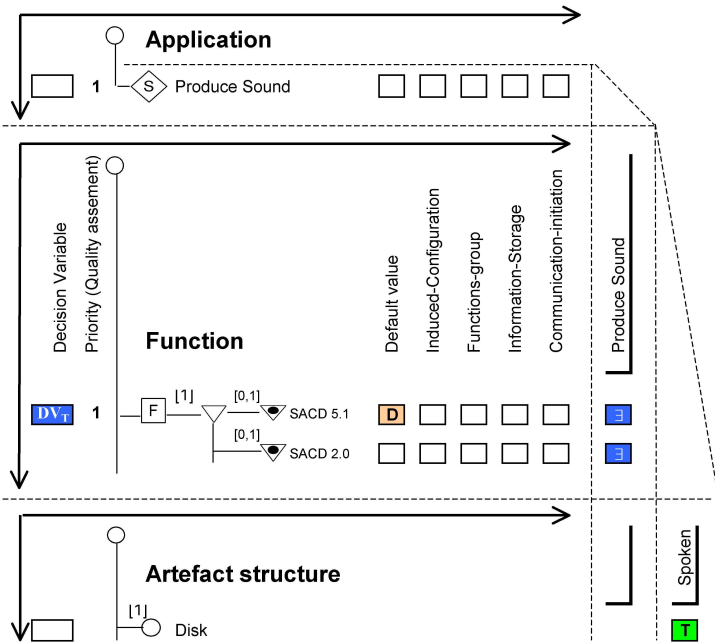 Application
1 S Produce Sound
Decision Variable
Priority (Quality assement)
Default value
Induced-Configuration
Functions-group
Information-Storage
Communication-initiation
Produce Sound
Function
DVT 1 F ⌊1⌋ [0,1] SACD 5.1 D ∃
[0,1] SACD 2.0 ∃
Artefact structure
Spoken
⌊1⌋ Disk T